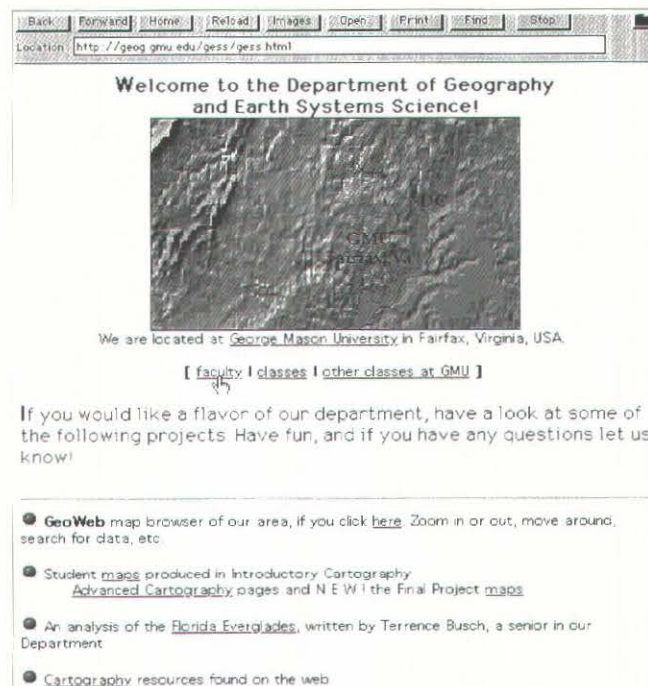 Back Forward Home Reload Images Open Print Find Stop
Location: http://geog.gmu.edu/gess/gess.html
Welcome to the Department of Geography
and Earth Systems Science!
DC
GMU
Fairfax, Va
We are located at George Mason University in Fairfax, Virginia, USA.
[ faculty | classes | other classes at GMU ]
If you would like a flavor of our department, have a look at some of
the following projects. Have fun, and if you have any questions let us
know!
GeoWeb map browser of our area, if you click here. Zoom in or out, move around,
search for data, etc.
Student maps produced in Introductory Cartography
Advanced Cartography pages and N E W ! the Final Project maps
An analysis of the Florida Everglades, written by Terrence Busch, a senior in our
Department
Cartography resources found on the web